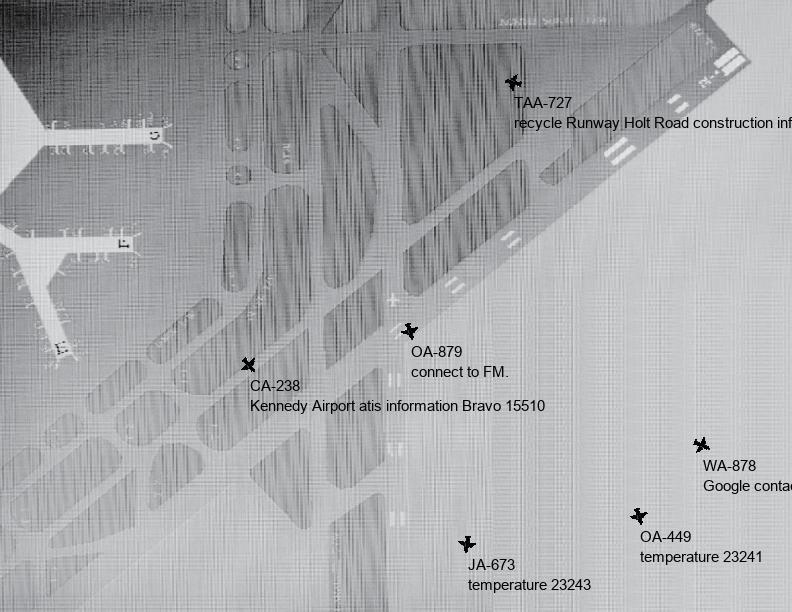 TAA-727
recycle Runway Holt Road construction inf
OA-879
connect to FM.
CA-238
Kennedy Airport atis information Bravo 15510
WA-878
Google conta
OA-449
temperature 23241
JA-673
temperature 23243